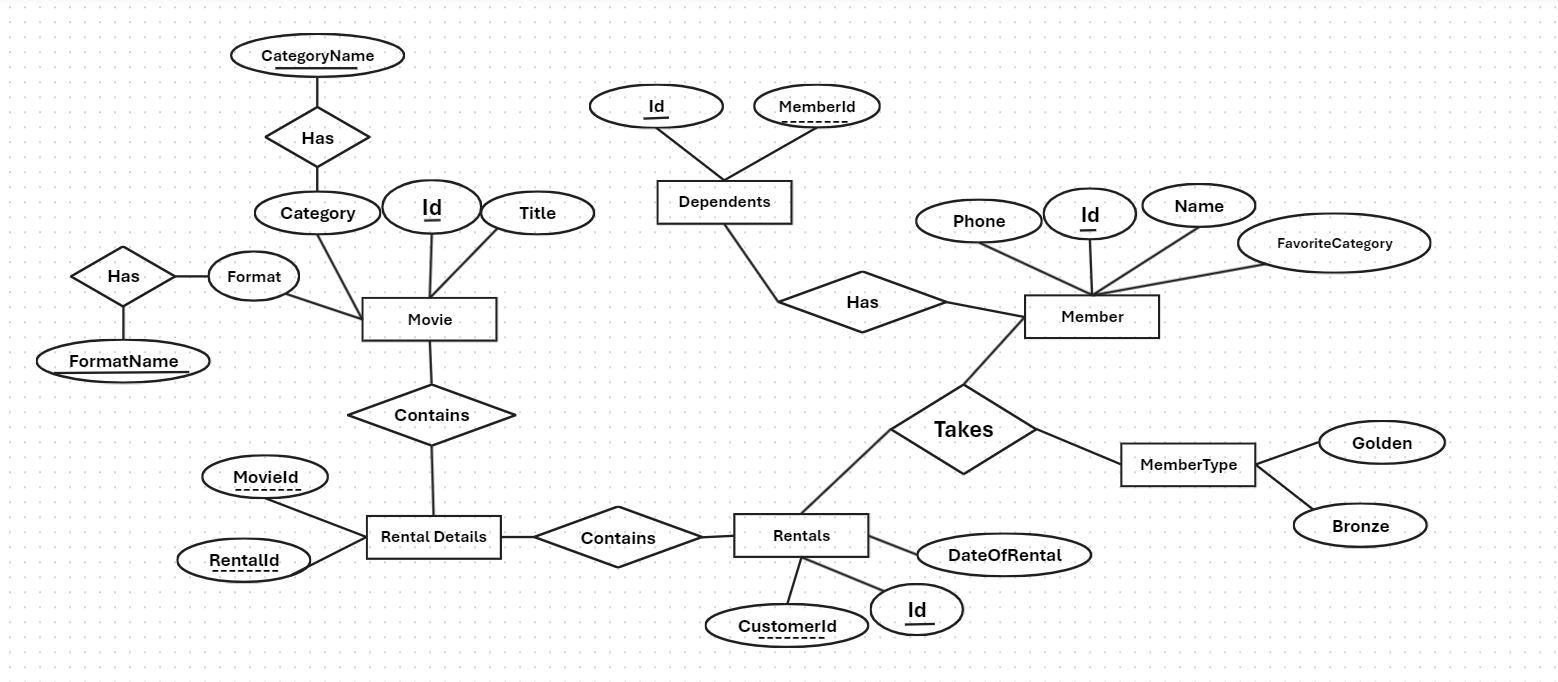 CategoryName
Has
Category
Id
Title
Has
Format
Movie
FormatName
Contains
MovieId
RentalId
Rental Details
Contains
Id
MemberId
Dependents
Has
Phone
Id
Name
FavoriteCategory
Member
Takes
MemberType
Golden
Bronze
Rentals
DateOfRental
CustomerId
Id